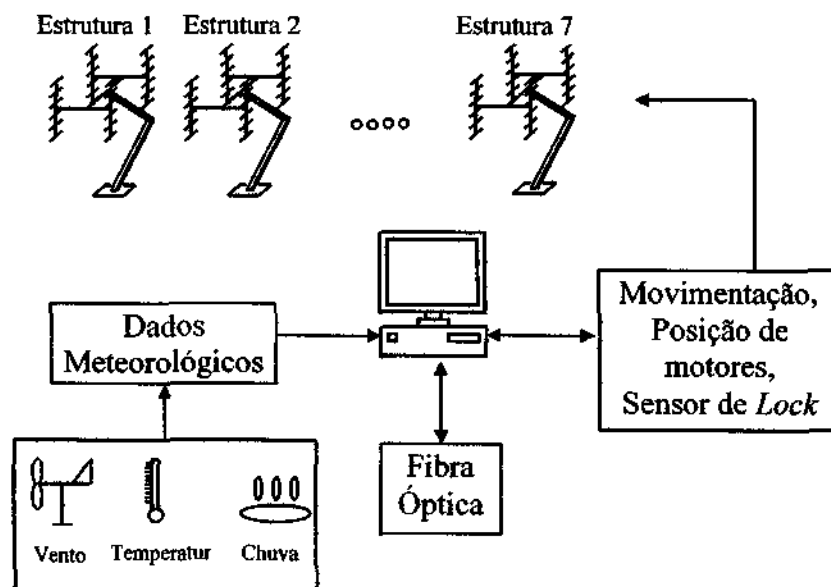 Estrutura 1
Estrutura 2
Estrutura 7
Dados
Meteorológicos
Movimentação,
Posição de
motores,
Sensor de Lock
Fibra
Óptica
Vento
Temperatur
Chuva